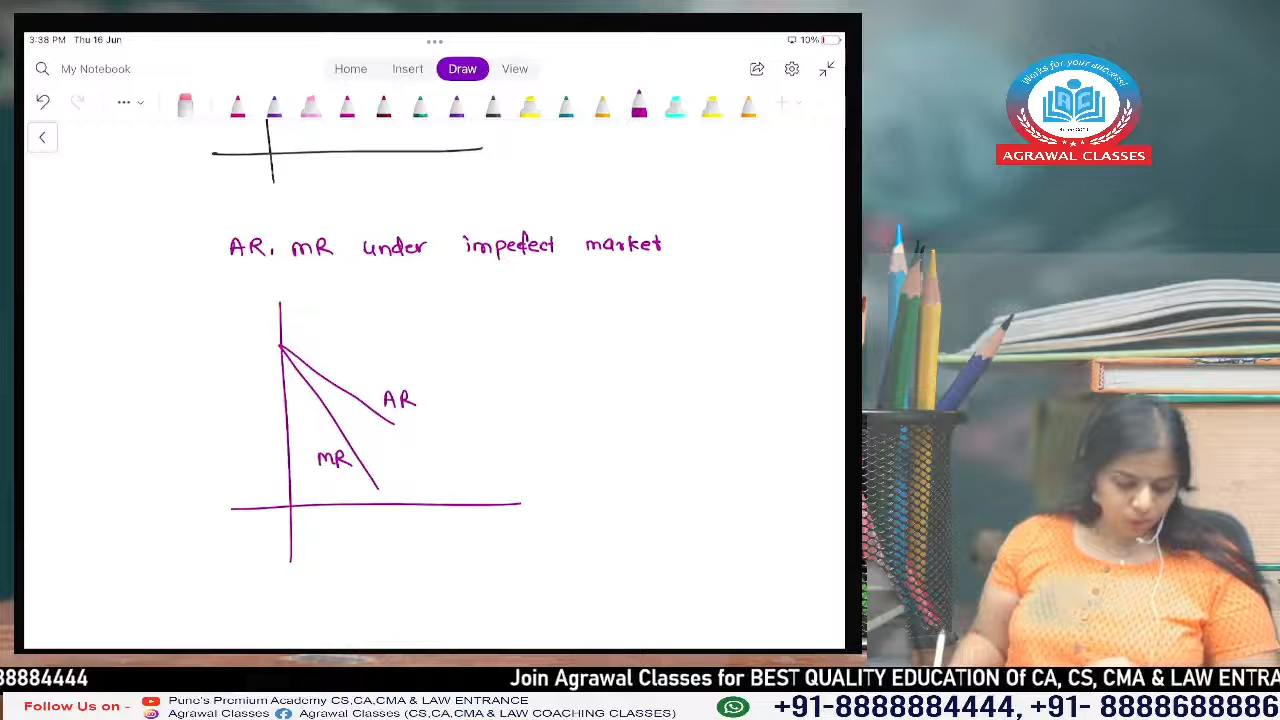 3:38 PM Thu 16 Jun
10%
My Notebook
Home Insert Draw View
AR, MR under impefect market
AR
MR
Works for your success!
AC
AGRAWAL CLASSES
38884444
Join Agrawal Classes for BEST QUALITY EDUCATION of CA, CS, CMA & LAW ENTRA
Follow Us on -
Pune's Premium Academy CS,CA,CMA & LAW ENTRANCE
Agrawal Classes
Agrawal Classes (CS,CA,CMA & LAW COACHING CLASSES)
+91-8888884444, +91- 8888688886